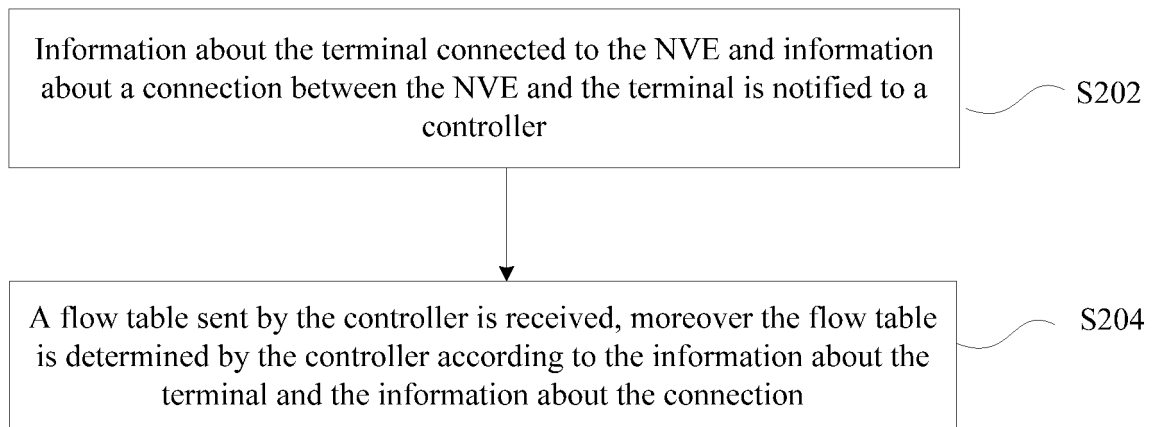 Information about the terminal connected to the NVE and information
about a connection between the NVE and the terminal is notified to a
controller
S202
A flow table sent by the controller is received, moreover the flow table
is determined by the controller according to the information about the
terminal and the information about the connection
S204